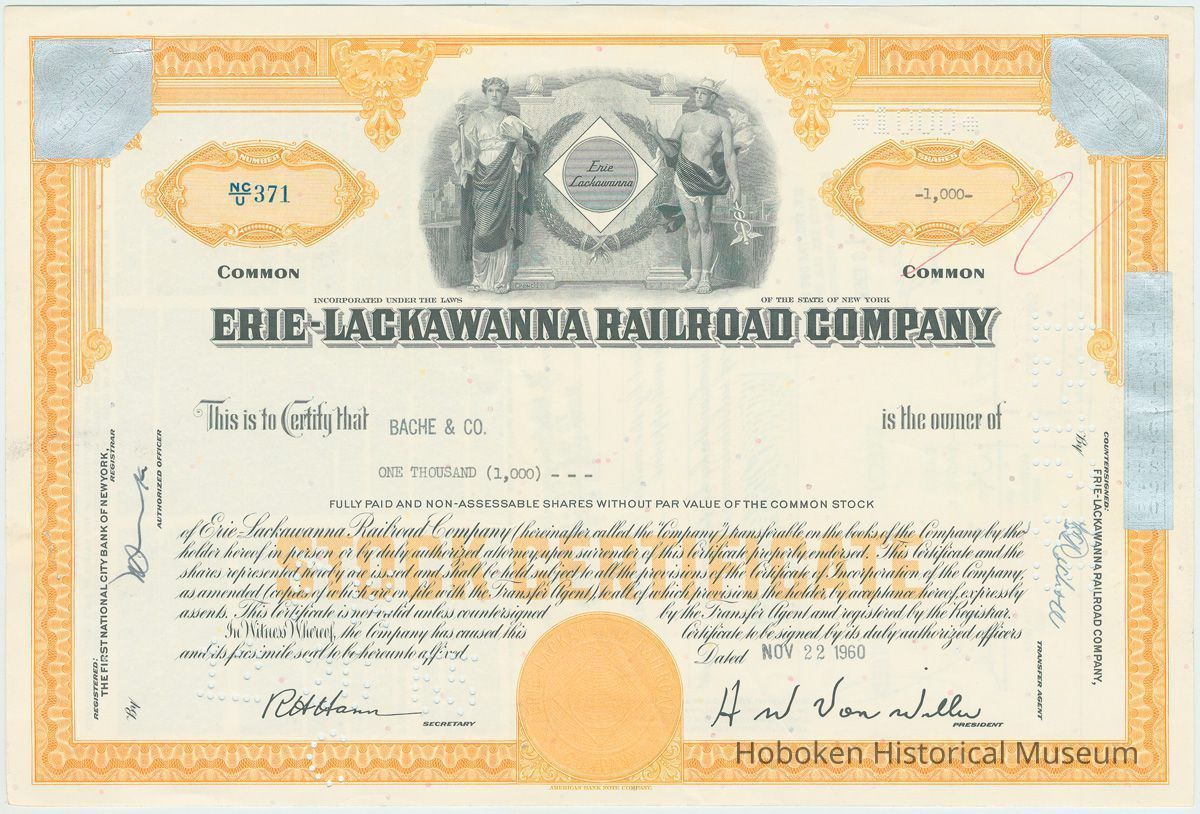 *1000*
NUMBER
NC/U 371
Erie
Lackawanna
SHARES
-1,000-
COMMON
COMMON
INCORPORATED UNDER THE LAWS OF THE STATE OF NEW YORK
ERIE-LACKAWANNA RAILROAD COMPANY
This is to Certify that BACHE & CO. is the owner of
ONE THOUSAND (1,000) - - -
FULLY PAID AND NON-ASSESSABLE SHARES WITHOUT PAR VALUE OF THE COMMON STOCK
STOCK CERTIFICATE
of Erie-Lackawanna Railroad Company (hereinafter called the "Company") transferable on the books of the Company by the
holder hereof in person or by duly authorized attorney upon surrender of this Certificate properly endorsed. This Certificate and the
shares represented hereby are issued and shall be held subject to all the provisions of the Certificate of Incorporation of the Company,
as amended (copies of which are on file with the Transfer Agent), to all of which provisions the holder, by acceptance hereof, expressly
assents. This Certificate is not valid unless countersigned by the Transfer Agent and registered by the Registrar.
In Witness Whereof, the Company has caused this Certificate to be signed by its duly authorized officers
and its facsimile seal to be hereunto affixed.
Dated NOV 22 1960
R H Hann
SECRETARY
H W Von Willer
PRESIDENT
REGISTERED:
THE FIRST NATIONAL CITY BANK OF NEW YORK,
REGISTRAR
By
AUTHORIZED OFFICER
COUNTERSIGNED:
ERIE-LACKAWANNA RAILROAD COMPANY,
By
TRANSFER AGENT
AMERICAN BANK NOTE COMPANY.
Hoboken Historical Museum